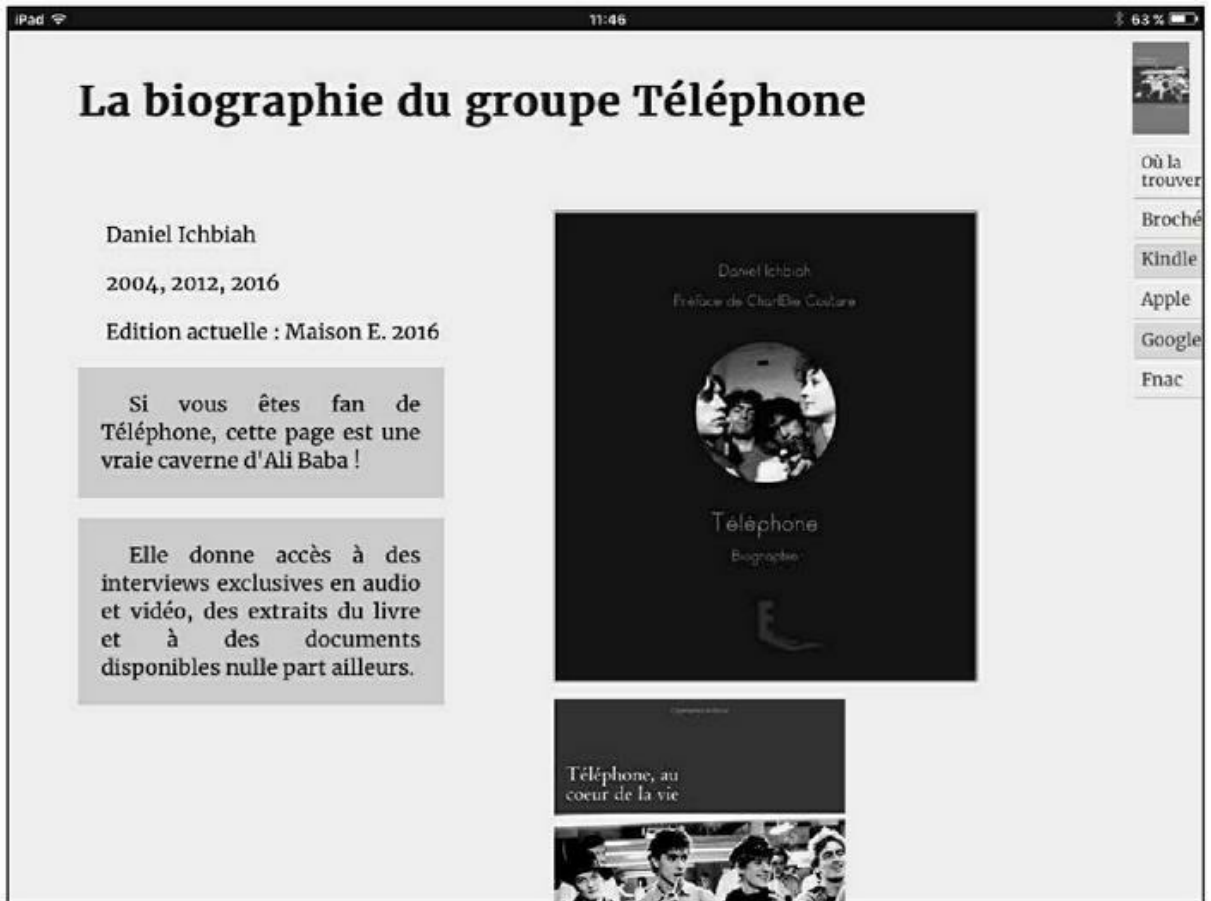 iPad 11:46 63 %
La biographie du groupe Téléphone
Daniel Ichbiah
2004, 2012, 2016
Edition actuelle : Maison E. 2016
Si vous êtes fan de
Téléphone, cette page est une
vraie caverne d'Ali Baba !
Elle donne accès à des
interviews exclusives en audio
et vidéo, des extraits du livre
et à des documents
disponibles nulle part ailleurs.
Daniel Ichbiah
Préface de CharlElie Couture
Téléphone
Biographie
Téléphone, au
coeur de la vie
Où la
trouver
Broché
Kindle
Apple
Google
Fnac